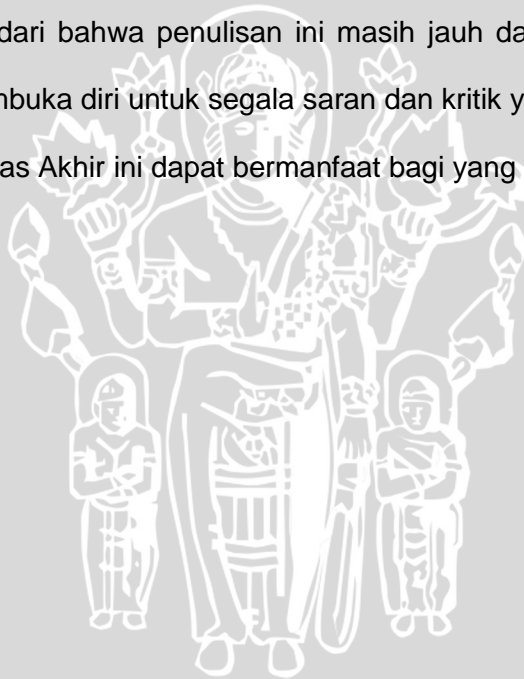 dari bahwa penulisan ini masih jauh da
buka diri untuk segala saran dan kritik y
as Akhir ini dapat bermanfaat bagi yang